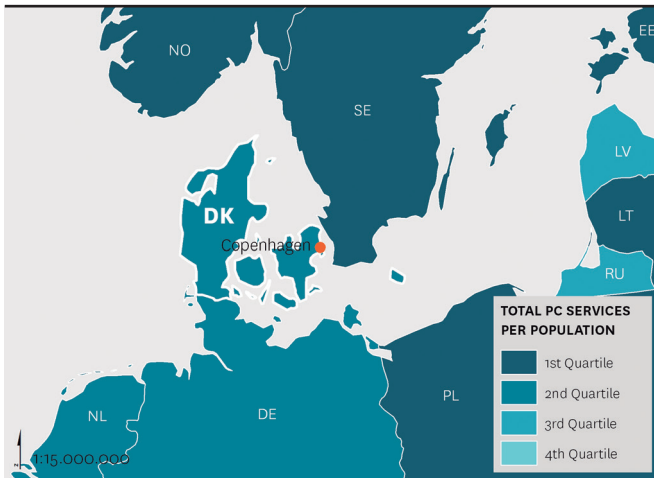 NO
EE
SE
LV
DK
LT
Copenhagen
RU
TOTAL PC SERVICES
PER POPULATION
1st Quartile
2nd Quartile
3rd Quartile
4th Quartile
PL
NL
DE
1:15.000.000